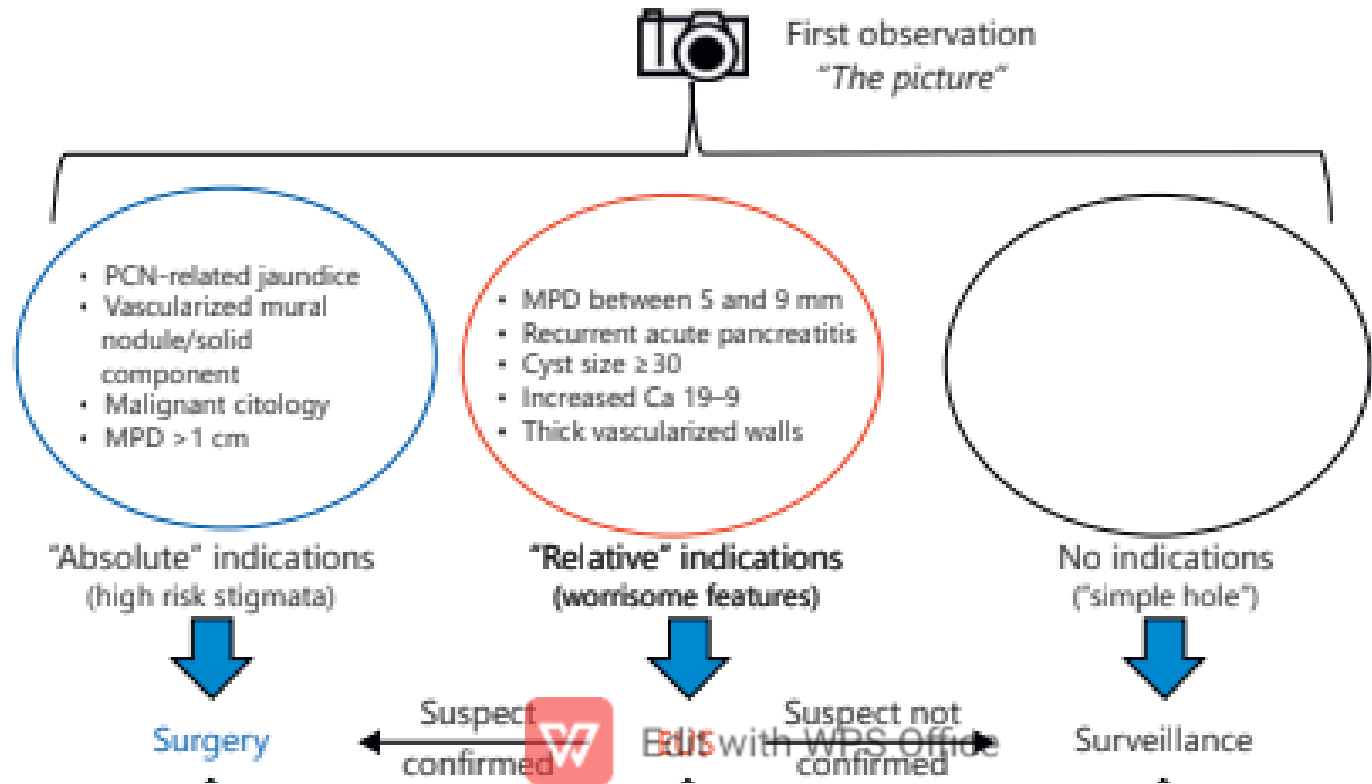 First observation
"The picture"
• PCN-related jaundice
• Vascularized mural
nodule/solid
component
• Malignant citology
• MPD >1 cm
• MPD between 5 and 9 mm
• Recurrent acute pancreatitis
• Cyst size ≥30
• Increased Ca 19–9
• Thick vascularized walls
"Absolute" indications
(high risk stigmata)
"Relative" indications
(worrisome features)
No indications
("simple hole")
Surgery
Suspect
confirmed
EUS
Suspect not
confirmed
Surveillance
Edit with WPS Office